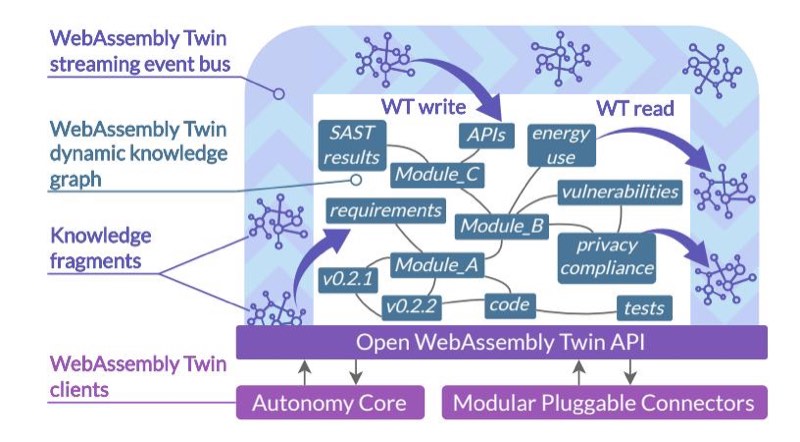 WebAssembly Twin
streaming event bus
WebAssembly Twin
dynamic knowledge
graph
Knowledge
fragments
WebAssembly Twin
clients
WT write
WT read
SAST
results
APIs
energy
use
Module_C
vulnerabilities
requirements
Module_B
privacy
compliance
Module_A
v0.2.1
v0.2.2
code
tests
Open WebAssembly Twin API
Autonomy Core
Modular Pluggable Connectors